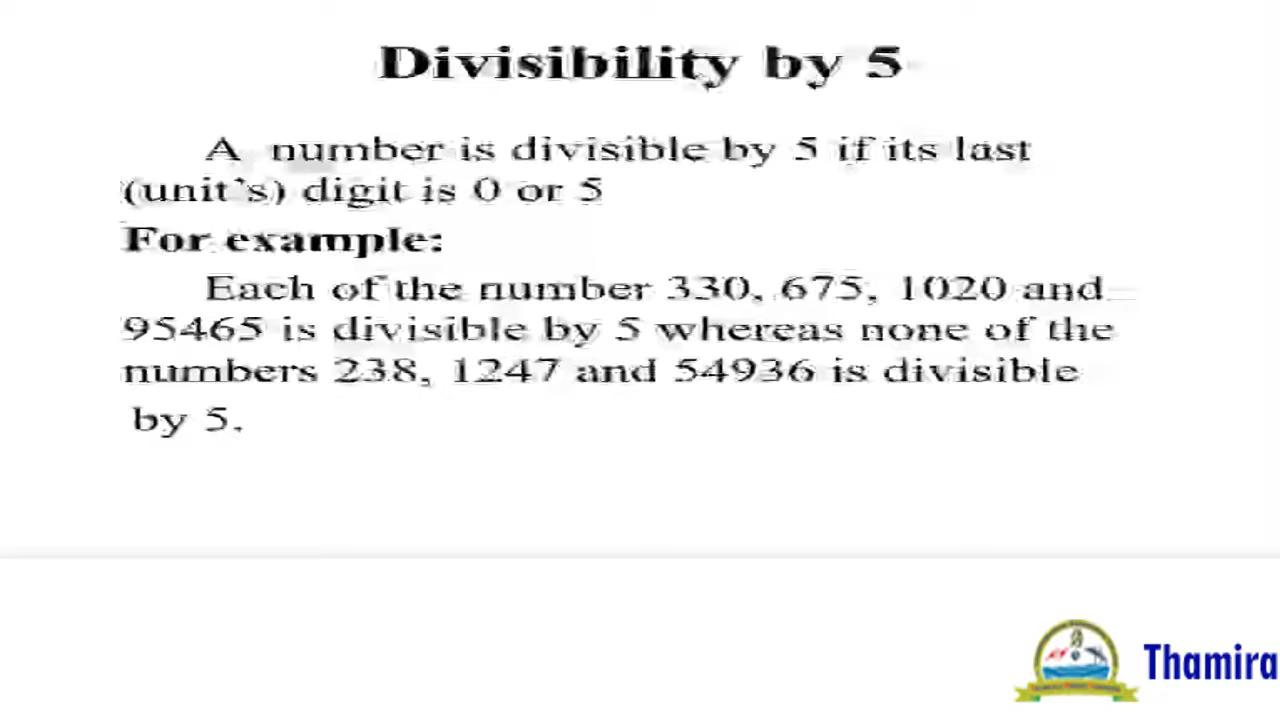 Divisibility by 5
A number is divisible by 5 if its last
(unit's) digit is 0 or 5
For example:
Each of the number 330, 675, 1020 and
95465 is divisible by 5 whereas none of the
numbers 238, 1247 and 54936 is divisible
by 5.
Thamira